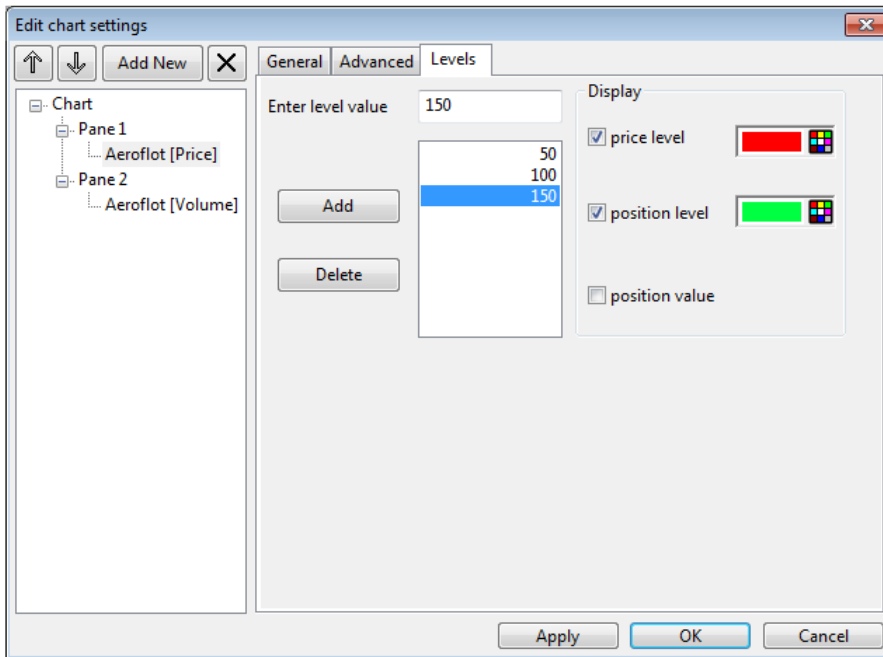 Edit chart settings
Add New
General Advanced Levels
Chart
Pane 1
Aeroflot [Price]
Pane 2
Aeroflot [Volume]
Enter level value 150
50
100
150
Add
Delete
Display
price level
position level
position value
Apply OK Cancel